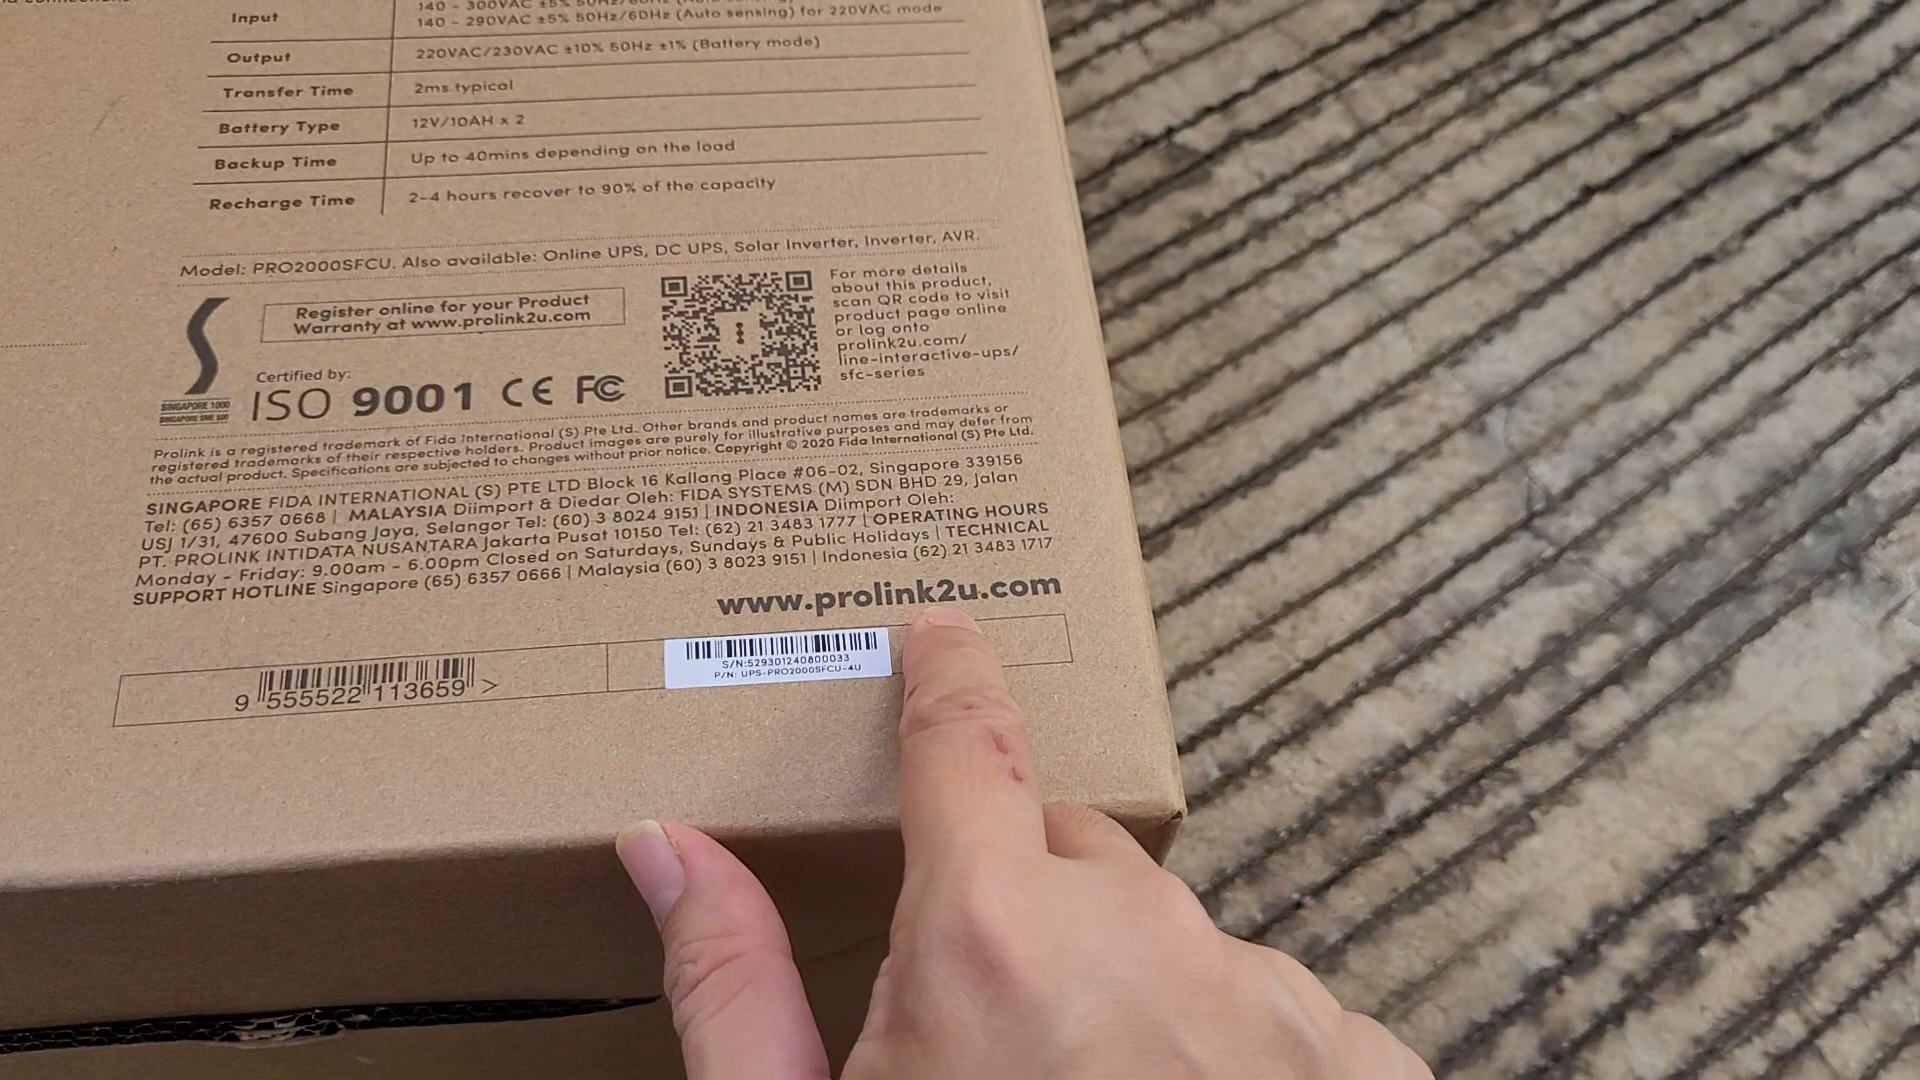 Input
140 - 300VAC ±5% 50Hz/60Hz (Auto sensing)
140 - 290VAC ±5% 50Hz/60Hz (Auto sensing) for 220VAC mode
Output 220VAC/230VAC ±10% 50Hz ±1% (Battery mode)
Transfer Time 2ms typical
Battery Type 12V/10AH x 2
Backup Time Up to 40mins depending on the load
Recharge Time 2-4 hours recover to 90% of the capacity
Model: PRO2000SFCU. Also available: Online UPS, DC UPS, Solar Inverter, Inverter, AVR.
Register online for your Product
Warranty at www.prolink2u.com
For more details
about this product,
scan QR code to visit
product page online
or log onto
prolink2u.com/
line-interactive-ups/
sfc-series
SINGAPORE 1000
SINGAPORE SME 500
Certified by:
ISO 9001 CE FC
Prolink is a registered trademark of Fida International (S) Pte Ltd. Other brands and product names are trademarks or
registered trademarks of their respective holders. Product images are purely for illustrative purposes and may defer from
the actual product. Specifications are subjected to changes without prior notice. Copyright © 2020 Fida International (S) Pte Ltd.
SINGAPORE FIDA INTERNATIONAL (S) PTE LTD Block 16 Kallang Place #06-02, Singapore 339156
Tel: (65) 6357 0668 | MALAYSIA Diimport & Diedar Oleh: FIDA SYSTEMS (M) SDN BHD 29, Jalan
USJ 1/31, 47600 Subang Jaya, Selangor Tel: (60) 3 8024 9151 | INDONESIA Diimport Oleh:
PT. PROLINK INTIDATA NUSANTARA Jakarta Pusat 10150 Tel: (62) 21 3483 1777 | OPERATING HOURS
Monday - Friday: 9.00am - 6.00pm Closed on Saturdays, Sundays & Public Holidays | TECHNICAL
SUPPORT HOTLINE Singapore (65) 6357 0666 | Malaysia (60) 3 8023 9151 | Indonesia (62) 21 3483 1717
www.prolink2u.com
9 555522 113659 >
S/N:529301240800033
P/N: UPS-PRO2000SFCU-4U